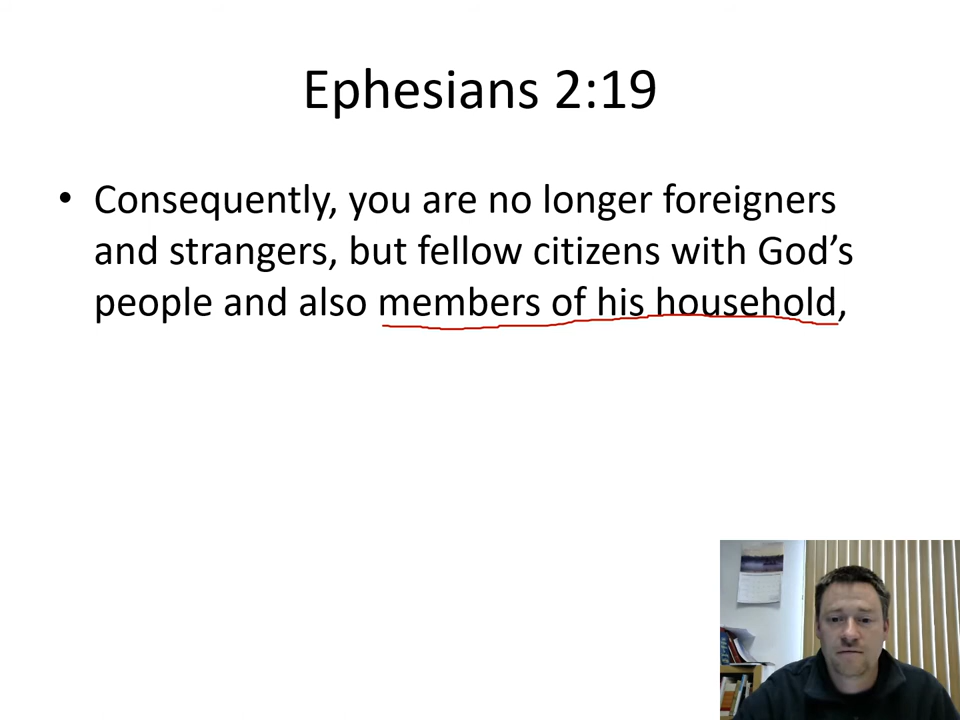 Ephesians 2:19
• Consequently, you are no longer foreigners
and strangers, but fellow citizens with God’s
people and also members of his household,